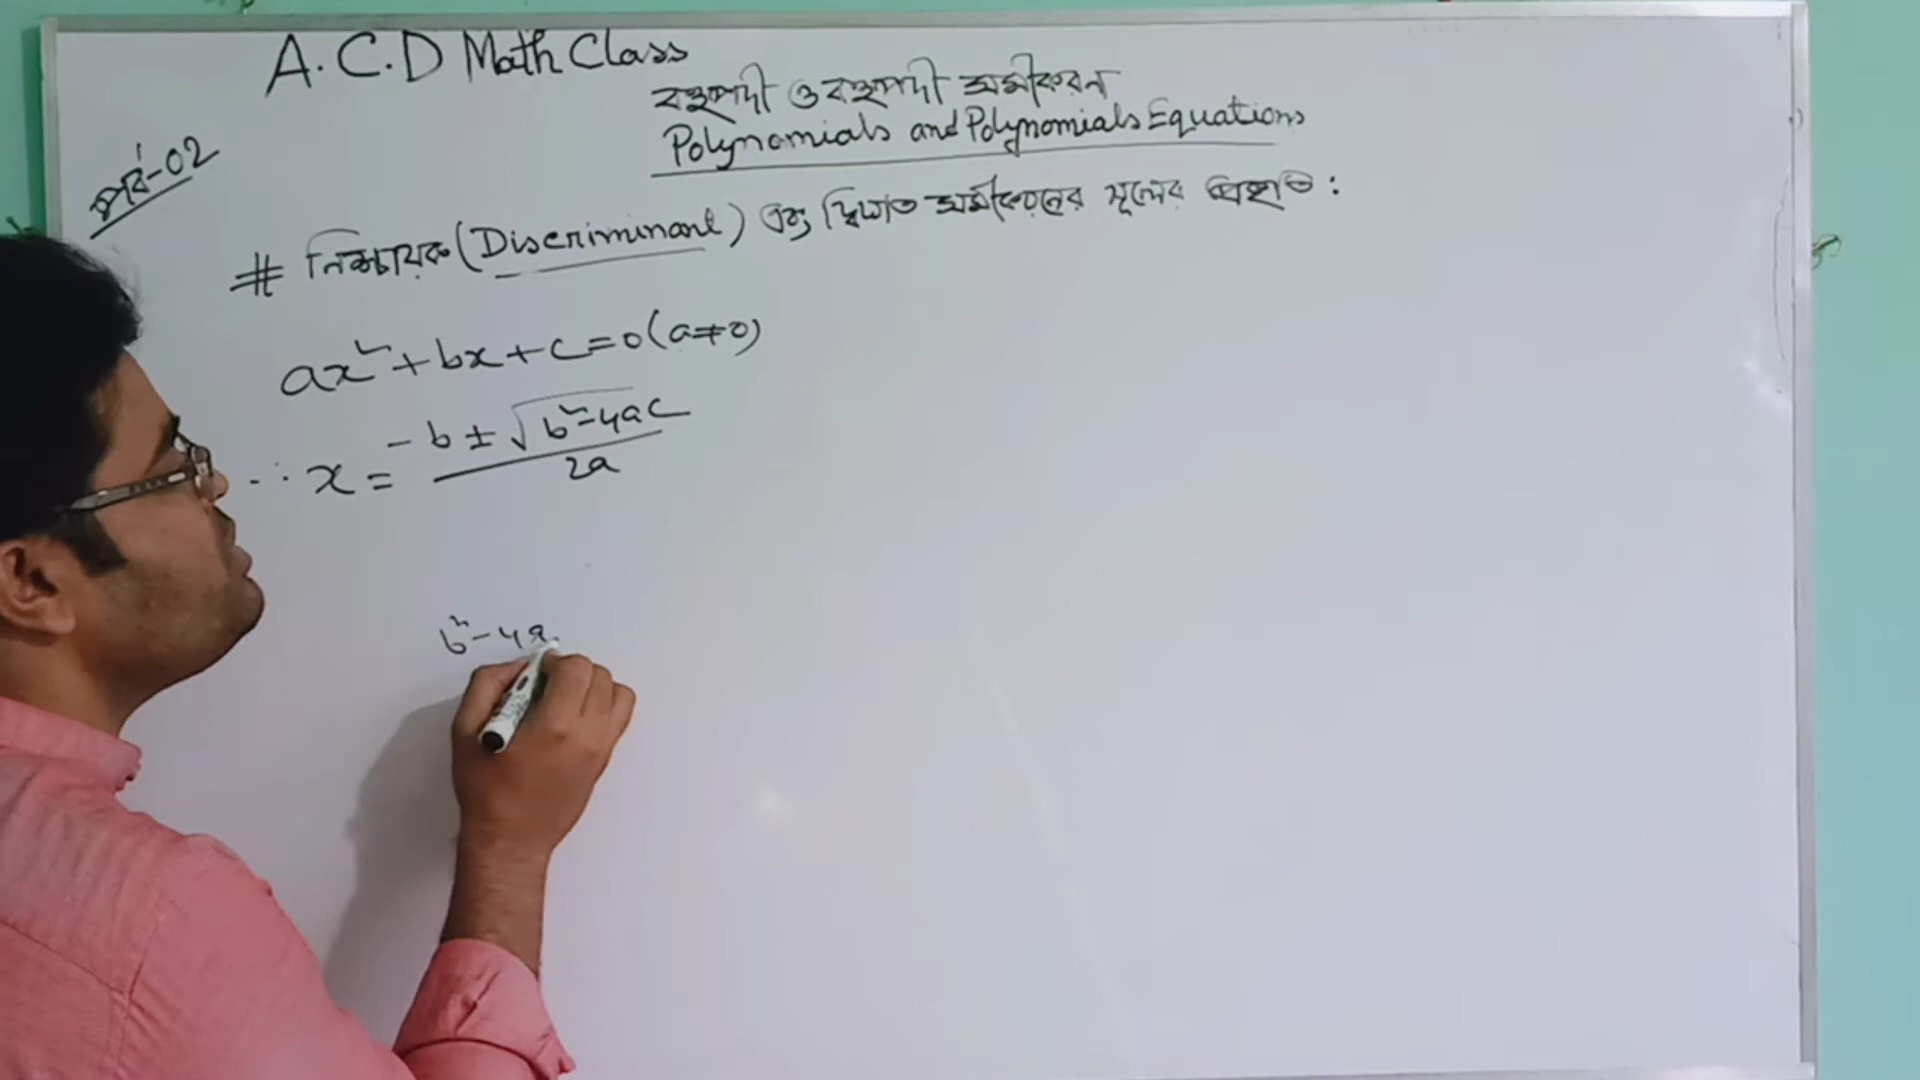 A.C.D Math Class
বহুপদী ও বহুপদী সমীকরণ
Polynomials and Polynomials Equations
পর্ব-02
# নিশ্চায়ক (Discriminant) এবং দ্বিঘাত সমীকরনের মূলের প্রকৃতি :
ax²+bx+c=0 (a≠0)
∴ x = -b ± √b²-4ac / 2a
b²-4a